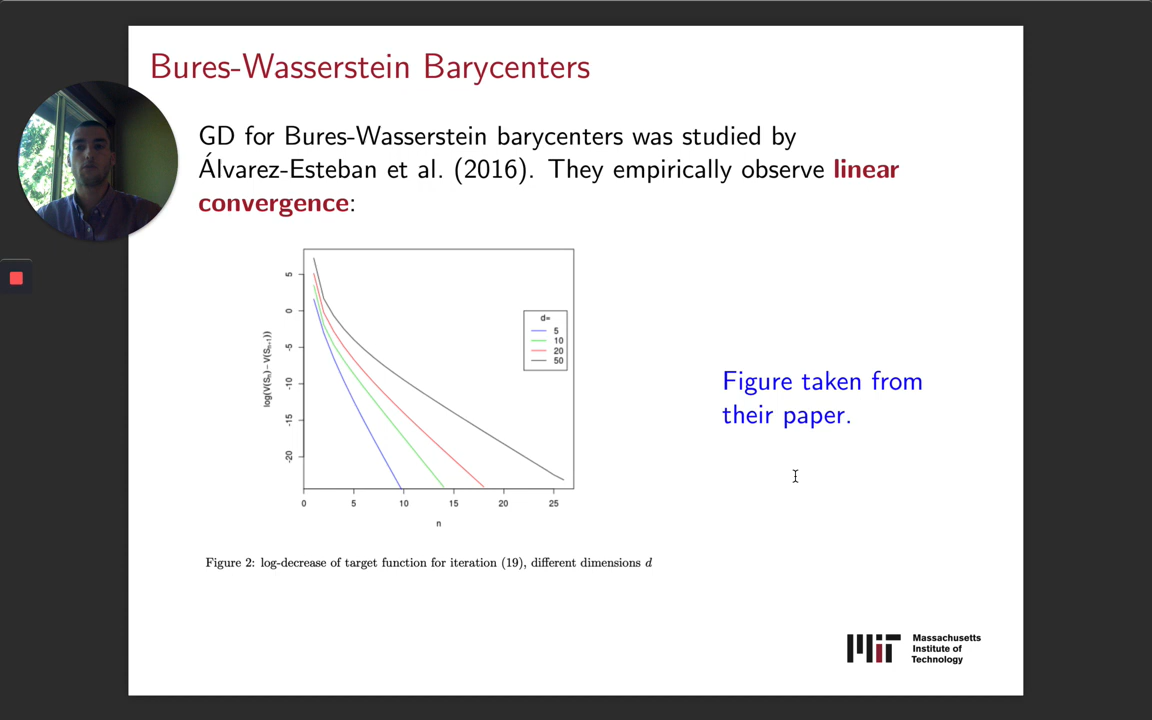 Bures-Wasserstein Barycenters
GD for Bures-Wasserstein barycenters was studied by
Álvarez-Esteban et al. (2016). They empirically observe linear
convergence:
log(V(Sₙ)−V(Sₙ₊₁))
5
0
-5
-10
-15
-20
d=
5
10
20
50
0 5 10 15 20 25
n
Figure taken from
their paper.
Figure 2: log-decrease of target function for iteration (19), different dimensions d
Massachusetts
Institute of
Technology